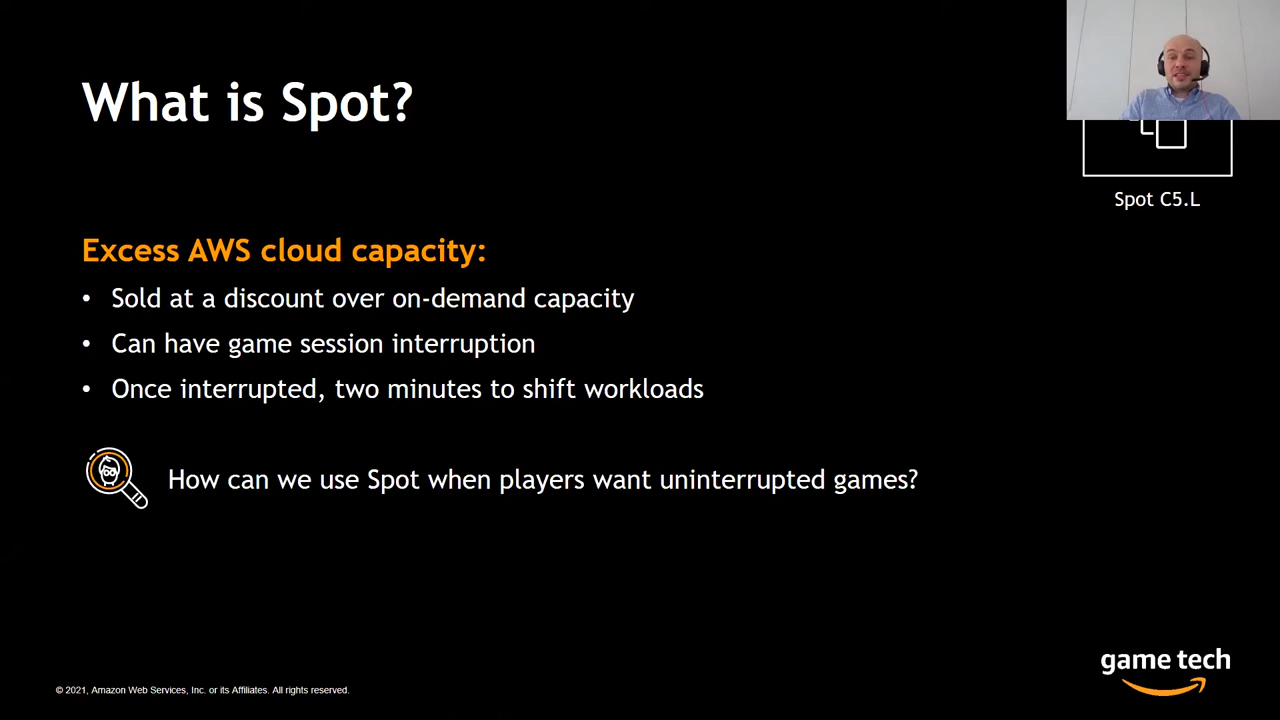 What is Spot?
Spot C5.L
Excess AWS cloud capacity:
• Sold at a discount over on-demand capacity
• Can have game session interruption
• Once interrupted, two minutes to shift workloads
How can we use Spot when players want uninterrupted games?
game tech
© 2021, Amazon Web Services, Inc. or its Affiliates. All rights reserved.